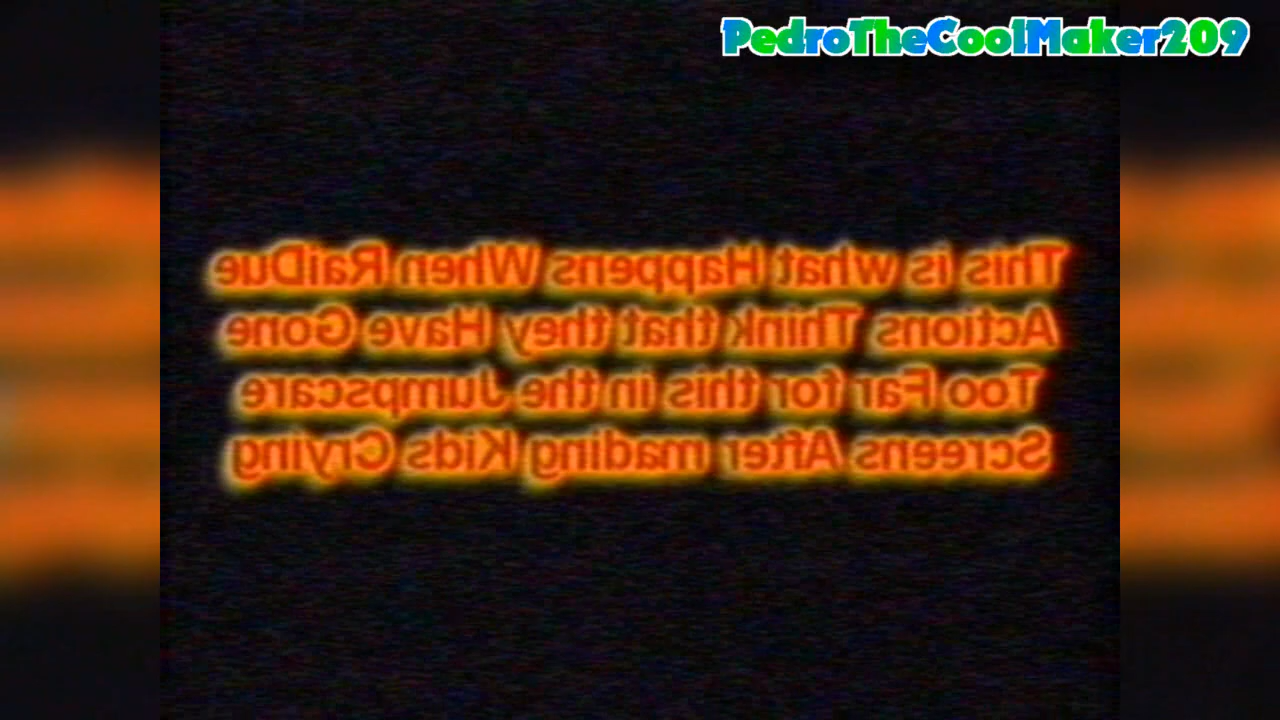 PedroTheCoolMaker209
This is what Happens When RaiDue
Actions Think that they Have Gone
Too Far for this in the Jumpscare
Screens After mading Kids Crying